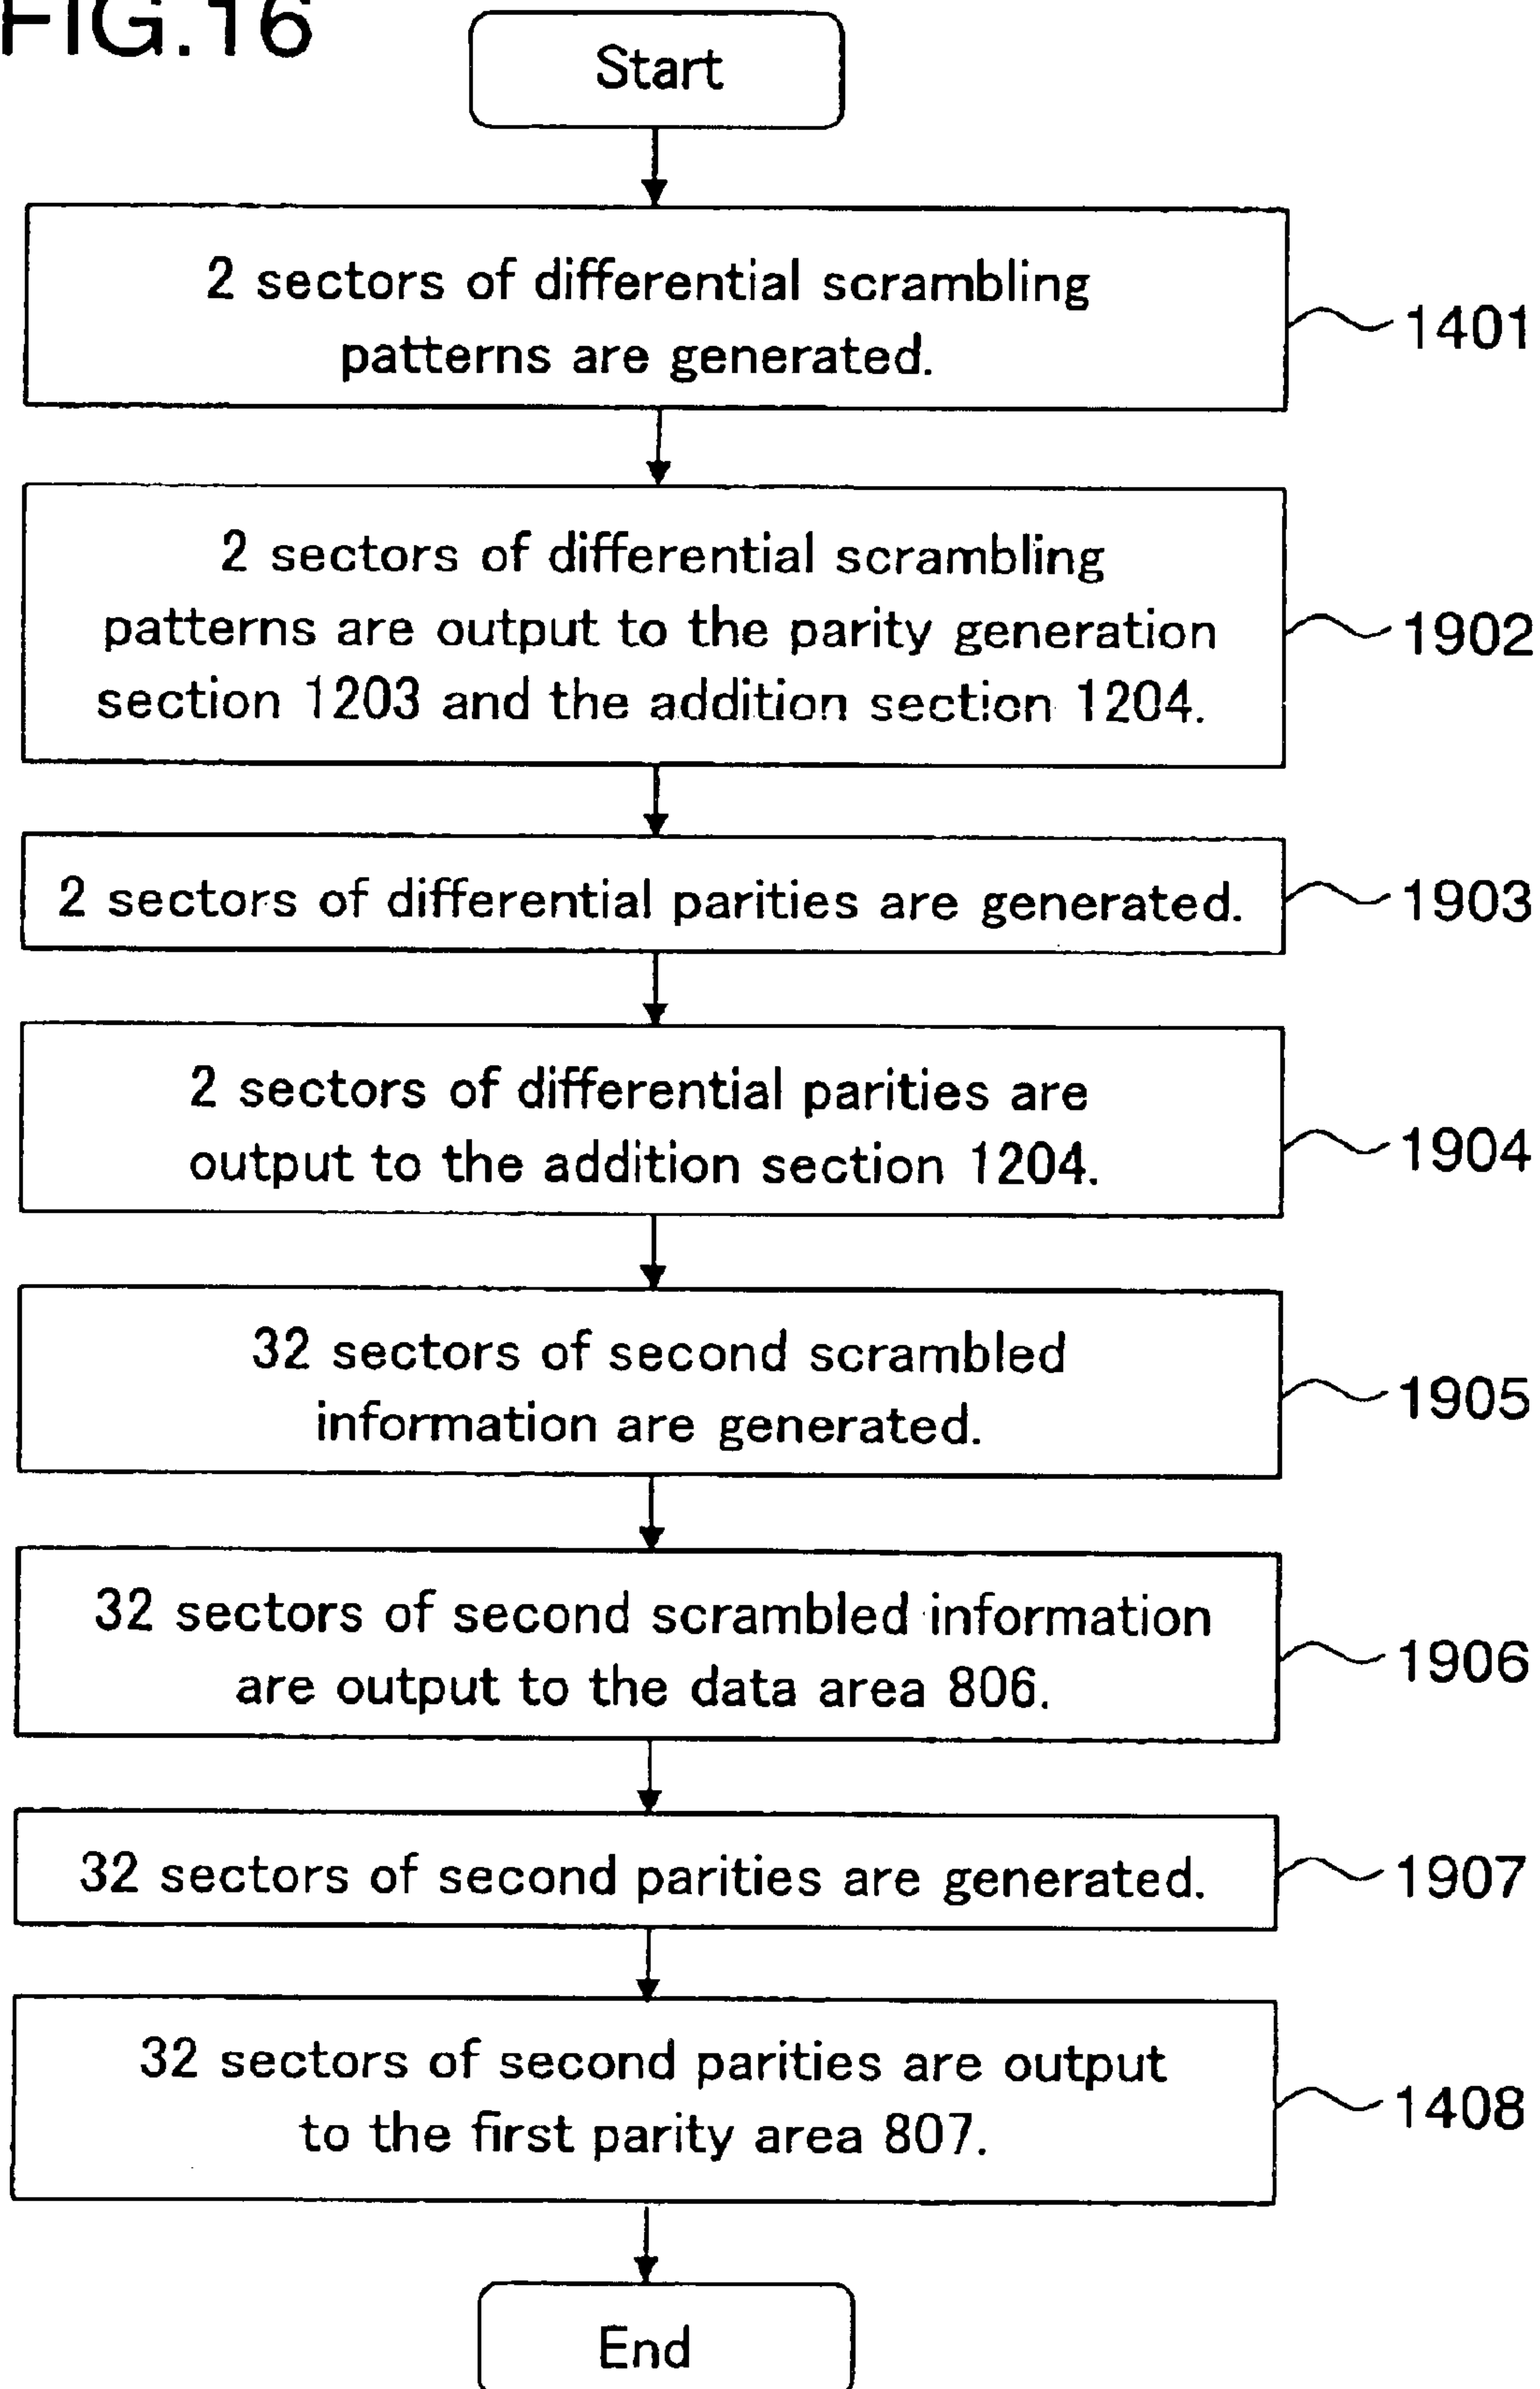 FIG.16
Start
2 sectors of differential scrambling
patterns are generated.
1401
2 sectors of differential scrambling
patterns are output to the parity generation
section 1203 and the addition section 1204.
1902
2 sectors of differential parities are generated.
1903
2 sectors of differential parities are
output to the addition section 1204.
1904
32 sectors of second scrambled
information are generated.
1905
32 sectors of second scrambled information
are output to the data area 806.
1906
32 sectors of second parities are generated.
1907
32 sectors of second parities are output
to the first parity area 807.
1408
End